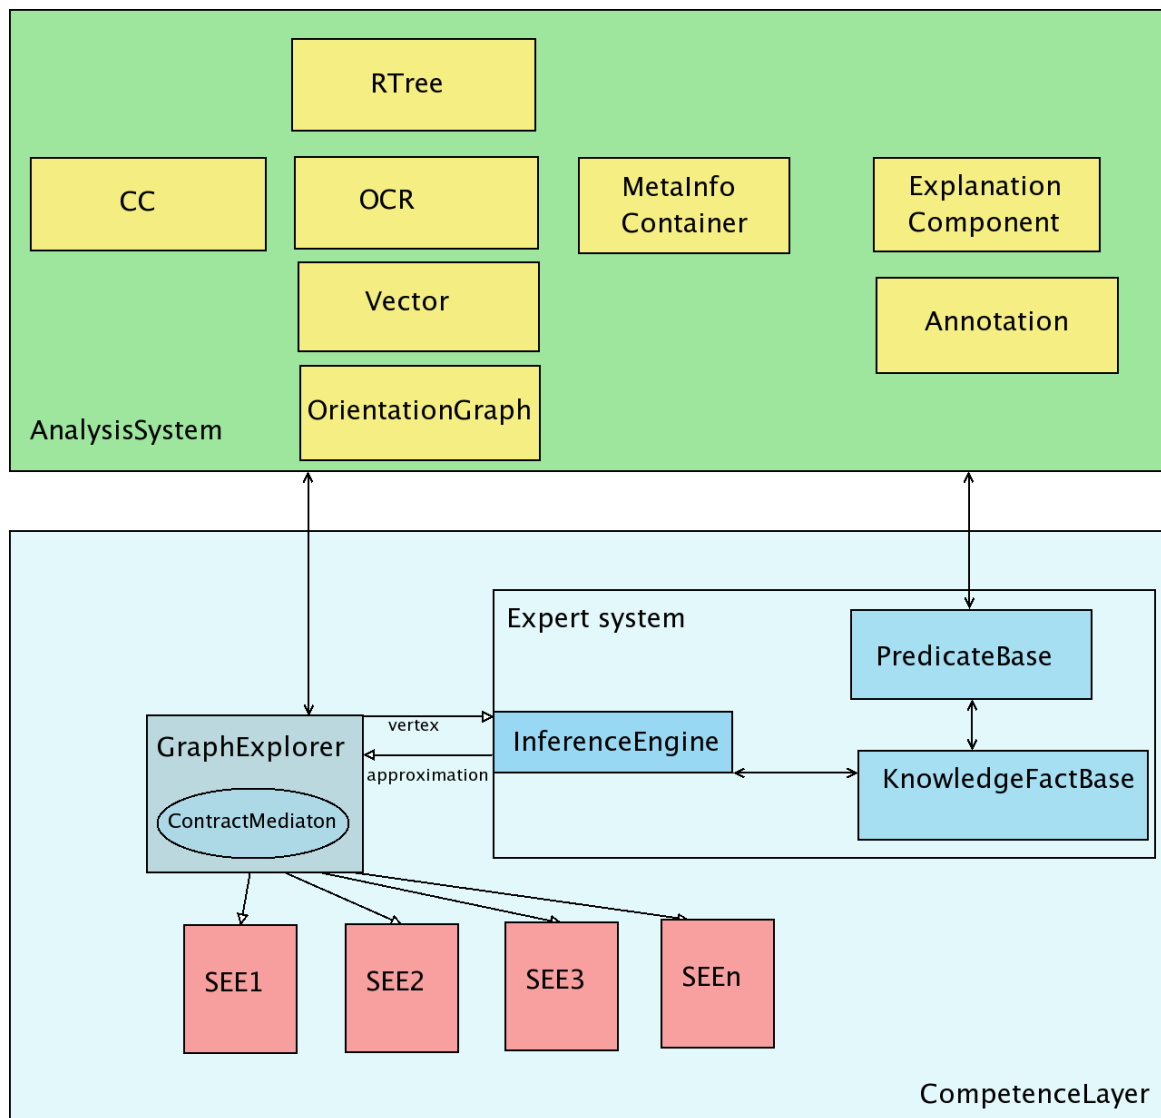 RTree
CC
OCR
MetaInfo
Container
Explanation
Component
Vector
Annotation
OrientationGraph
AnalysisSystem
Expert system
PredicateBase
vertex
GraphExplorer
InferenceEngine
approximation
KnowledgeFactBase
ContractMediaton
SEE1
SEE2
SEE3
SEEn
CompetenceLayer